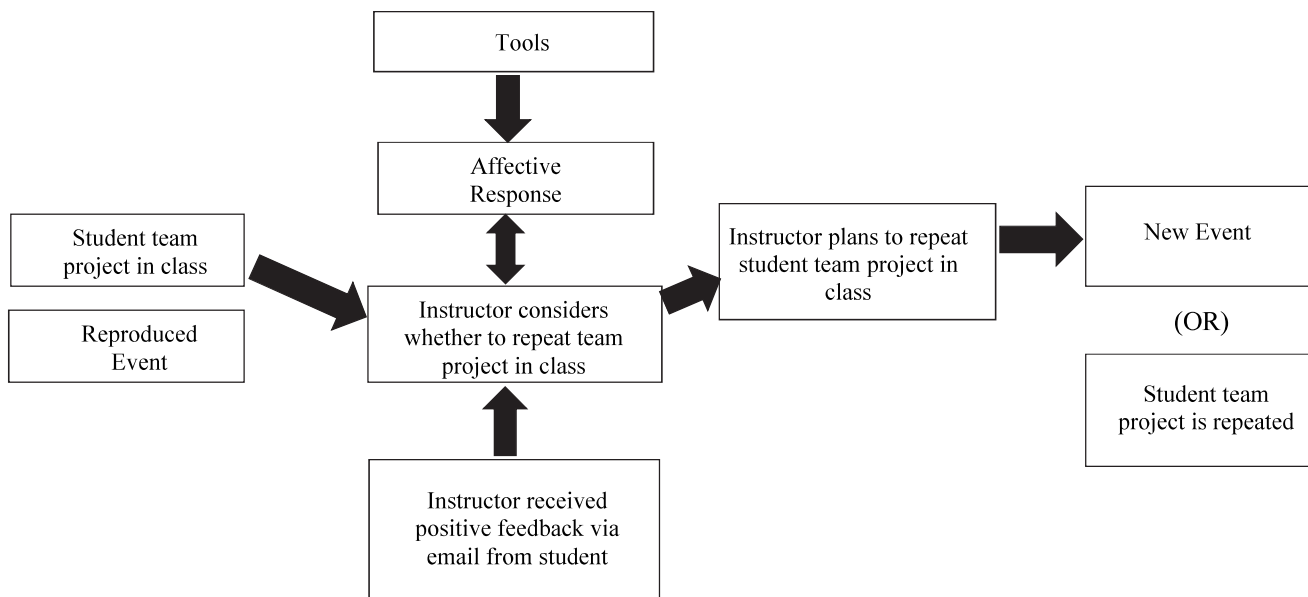 Tools
Affective
Response
Student team
project in class
Reproduced
Event
Instructor considers
whether to repeat team
project in class
Instructor received
positive feedback via
email from student
Instructor plans to repeat
student team project in
class
New Event
(OR)
Student team
project is repeated